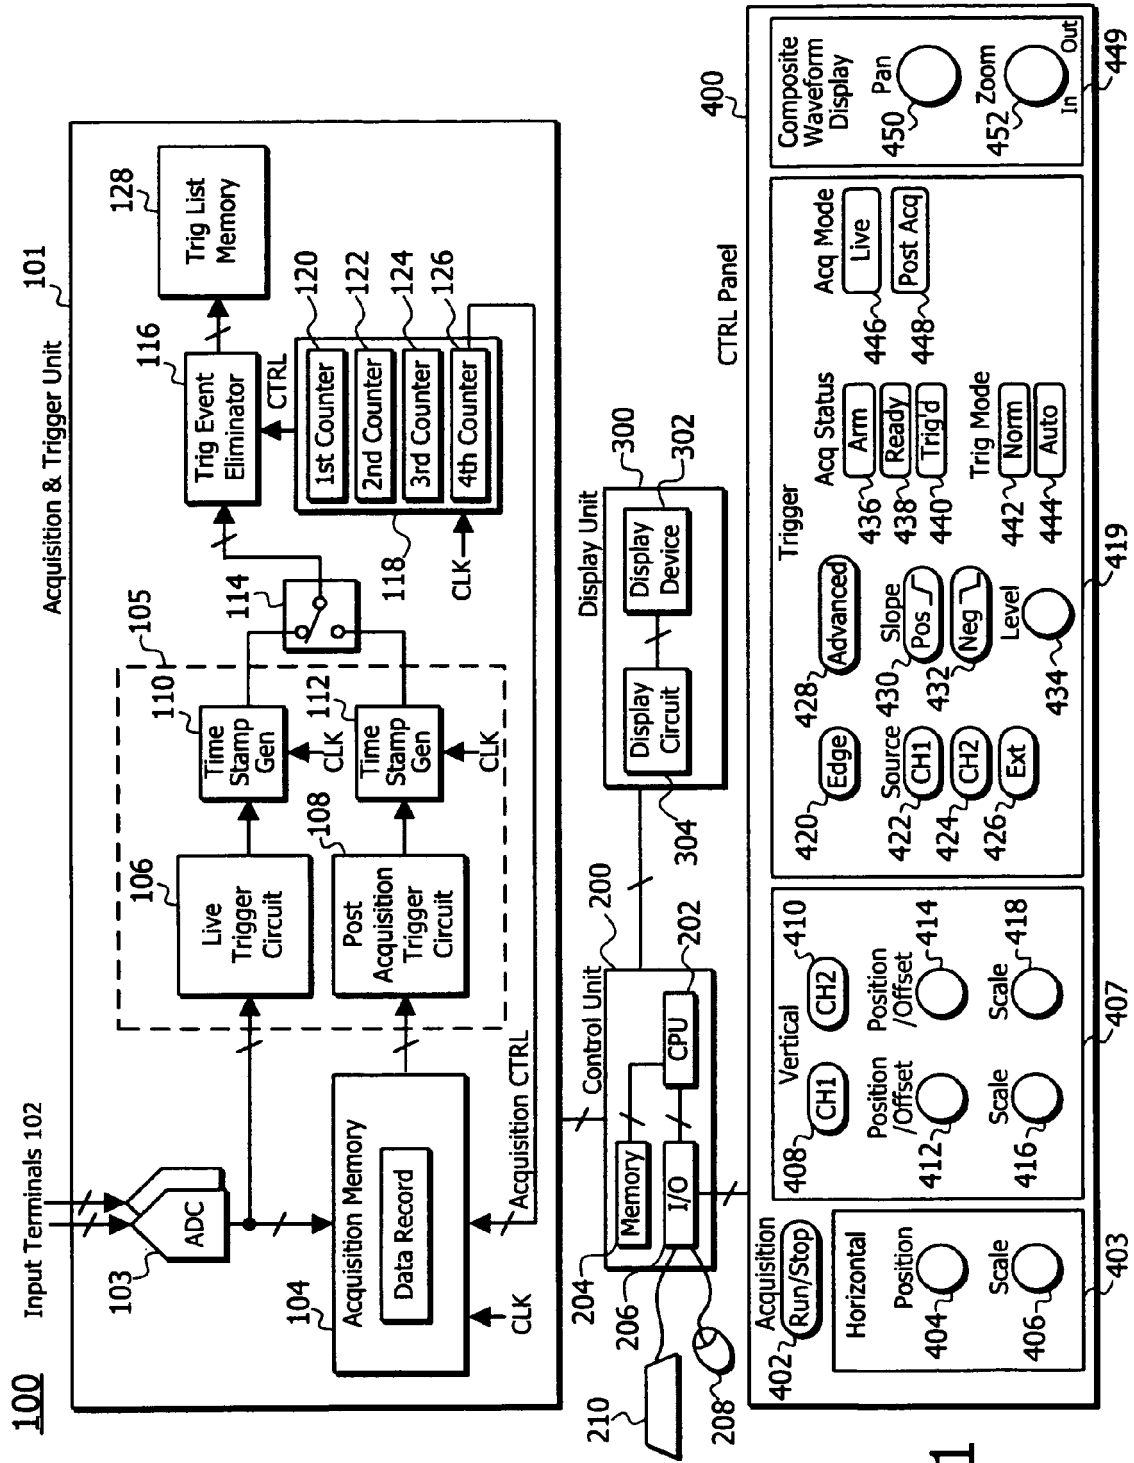 100
Input Terminals 102
Acquisition & Trigger Unit
101
103
ADC
104
Acquisition Memory
Data Record
CLK
Acquisition CTRL
105
106
Live
Trigger
Circuit
108
Post
Acquisition
Trigger
Circuit
110
Time
Stamp
Gen
CLK
112
Time
Stamp
Gen
CLK
114
116
Trig Event
Eliminator
CTRL
118
CLK
1st Counter
2nd Counter
3rd Counter
4th Counter
120
122
124
126
128
Trig List
Memory
Control Unit
200
CPU
202
204
Memory
206
I/O
208
210
Display Unit
300
Display
Device
302
Display
Circuit
304
CTRL Panel
400
Acquisition
Run/Stop
402
Horizontal
Position
404
Scale
406
403
Vertical
408
CH1
CH2
410
Position
/Offset
412
Position
/Offset
414
Scale
416
Scale
418
407
Trigger
420
Edge
428
Advanced
Source
422
CH1
424
CH2
426
Ext
Slope
430
Pos
432
Neg
Level
434
Acq Status
436
Arm
438
Ready
440
Trig'd
Trig Mode
442
Norm
444
Auto
Acq Mode
446
Live
448
Post Acq
419
Composite
Waveform
Display
Pan
450
Zoom
452
In
Out
449
1